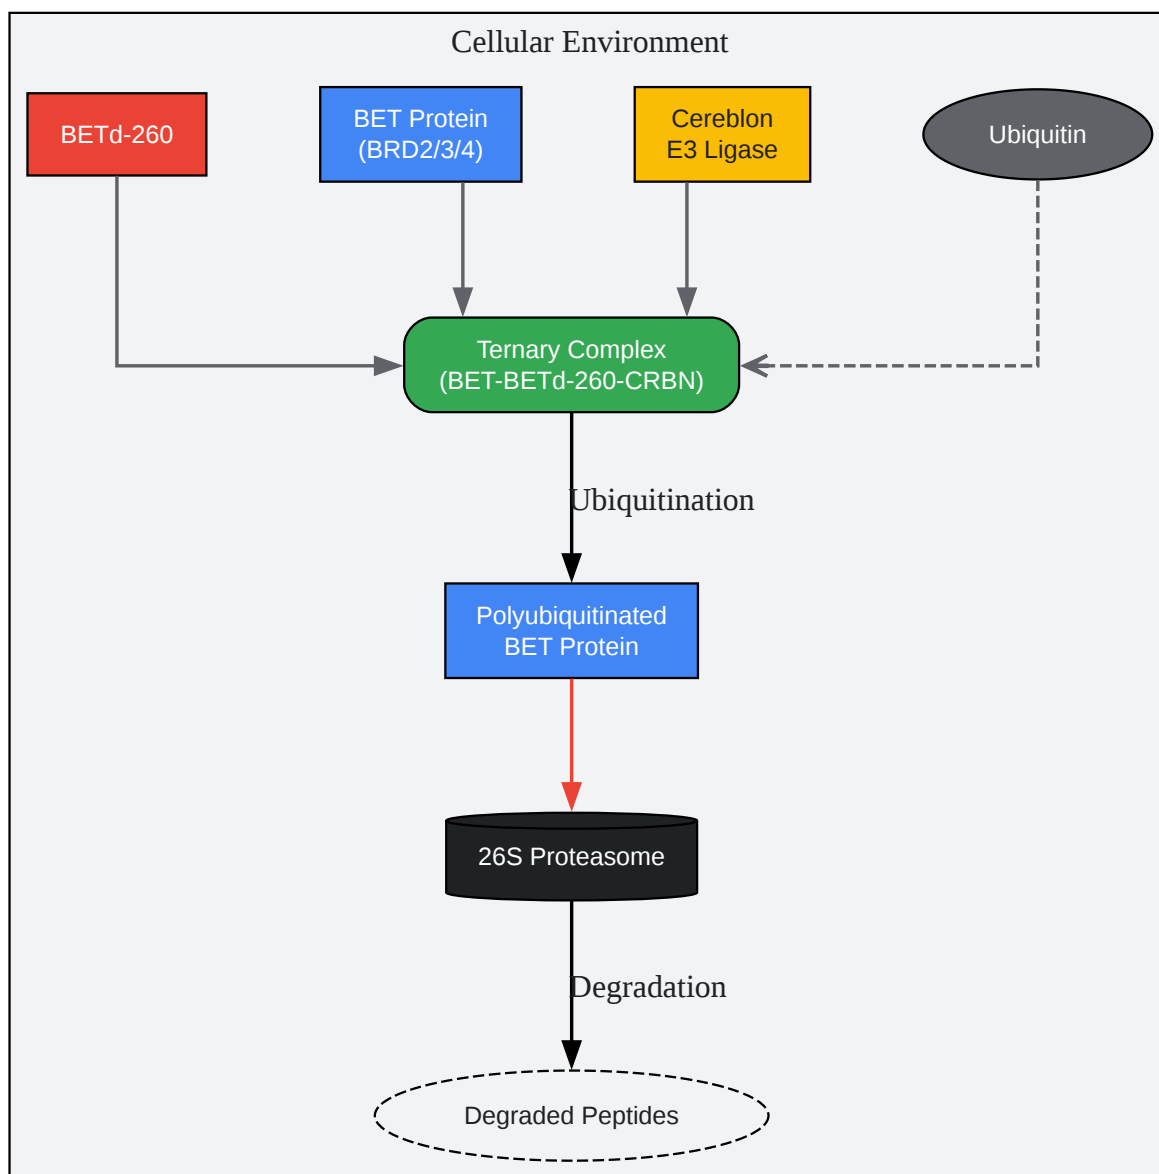 Cellular Environment
BETd-260
BET Protein
(BRD2/3/4)
Cereblon
E3 Ligase
Ubiquitin
Ternary Complex
(BET-BETd-260-CRBN)
Ubiquitination
Polyubiquitinated
BET Protein
26S Proteasome
Degradation
Degraded Peptides